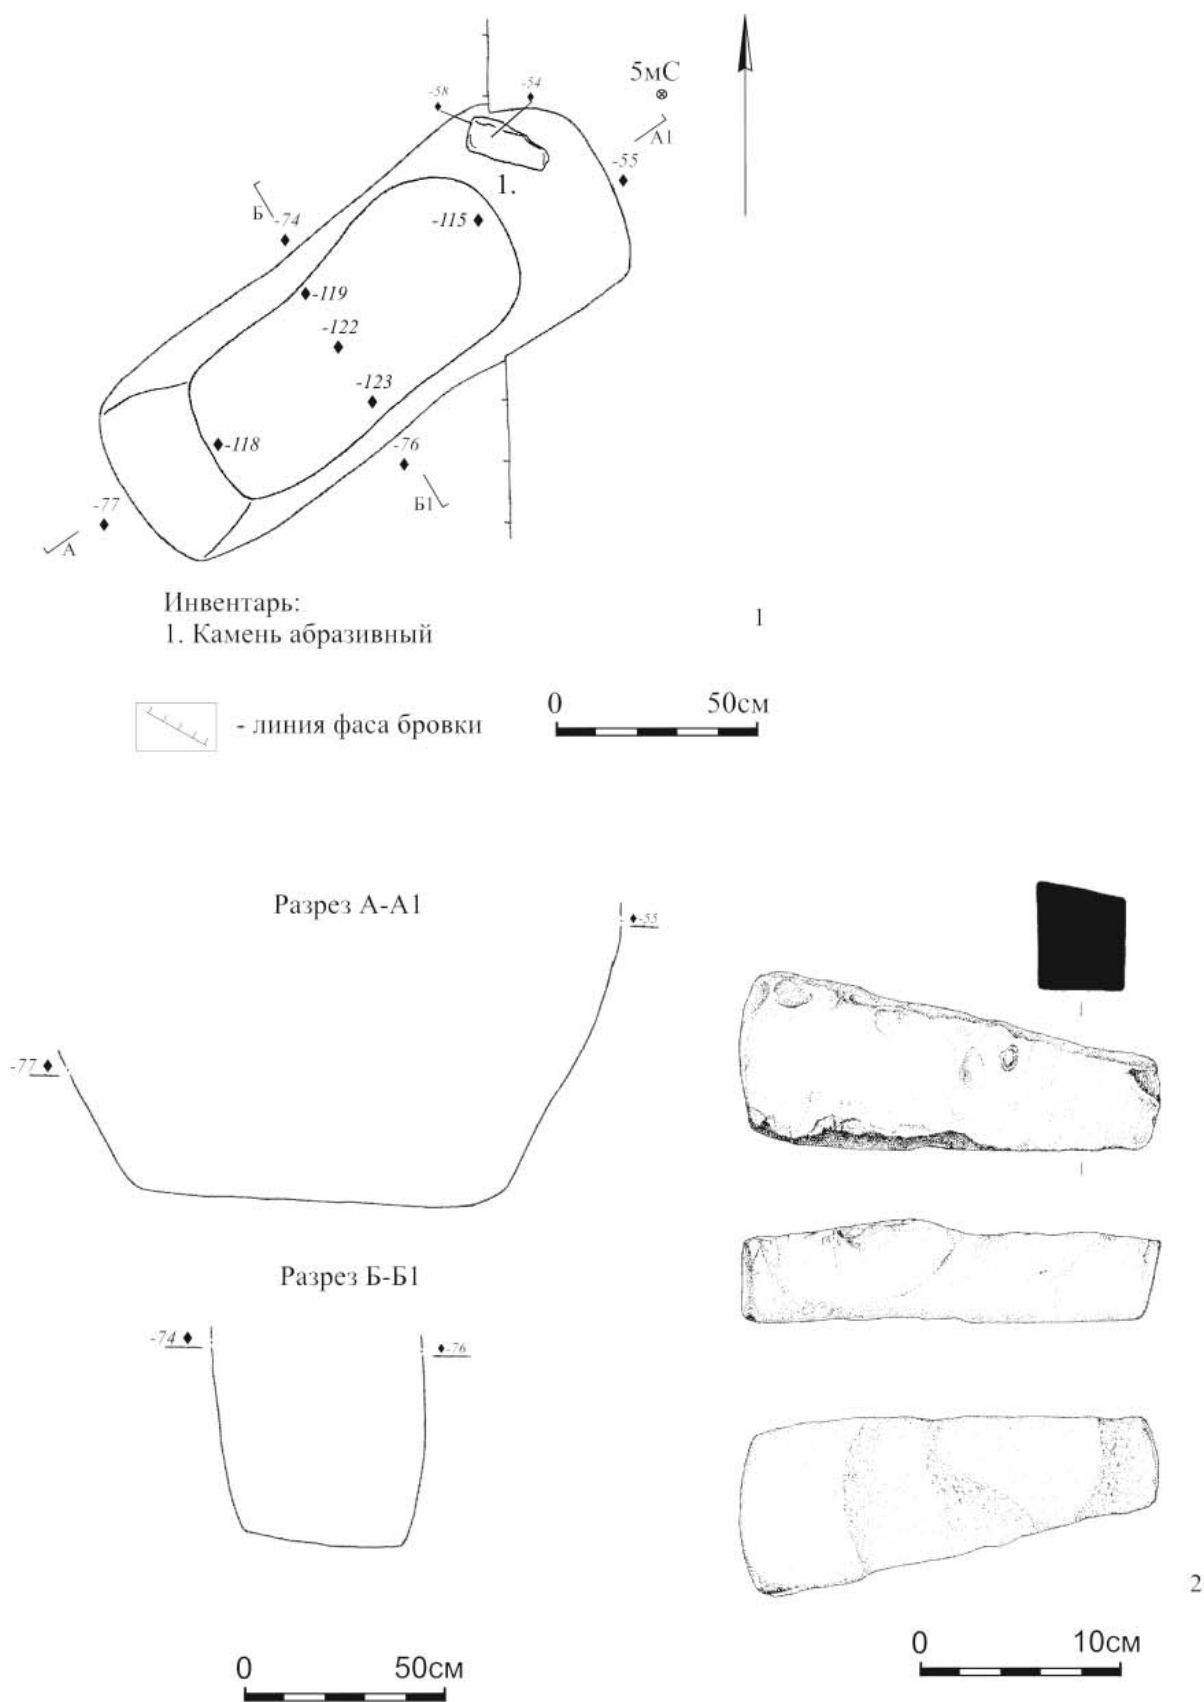 5мС
-58
-54
А1
-55
1.
Б
-74
-115
-119
-122
-123
-118
-76
Б1
-77
А
Инвентарь:
1. Камень абразивный
1
- линия фаса бровки
0 50см
Разрез А-А1
-55
-77
Разрез Б-Б1
-74
-76
2
0 50см
0 10см